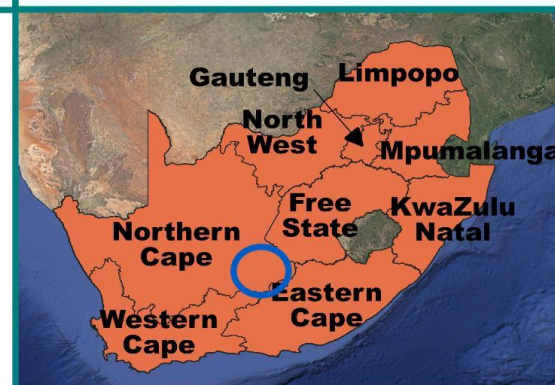 Gauteng
Limpopo
North
West
Mpumalanga
Free
State
KwaZulu
Natal
Northern
Cape
Eastern
Cape
Western
Cape